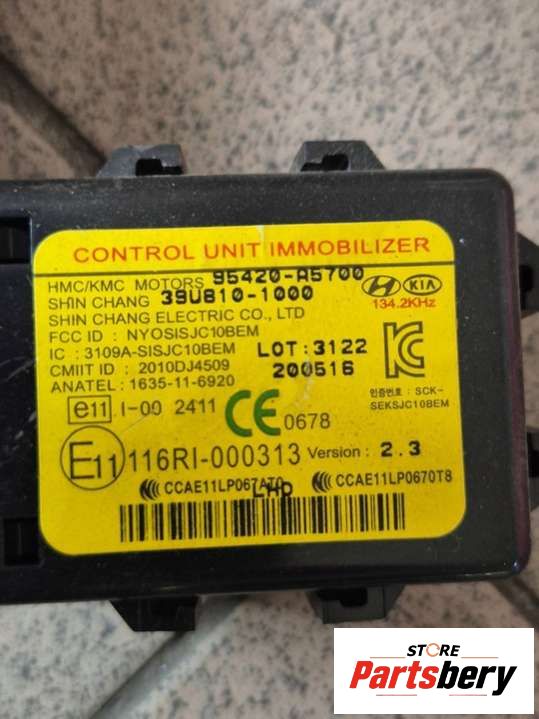 CONTROL UNIT IMMOBILIZER
HMC/KMC MOTORS 95420-A5700
SHIN CHANG 39U810-1000
SHIN CHANG ELECTRIC CO., LTD
134.2KHz
KIA
FCC ID : NYOSISJC10BEM
IC : 3109A-SISJC10BEM
LOT:3122
CMIIT ID : 2010DJ4509
200516
ANATEL : 1635-11-6920
인증번호 : SCK-
SEKSJC10BEM
e11 I-00 2411
CE 0678
E11 116RI-000313 Version : 2.3
CCAE11LP067AT0
LHD
CCAE11LP0670T8
STORE
Partsbery